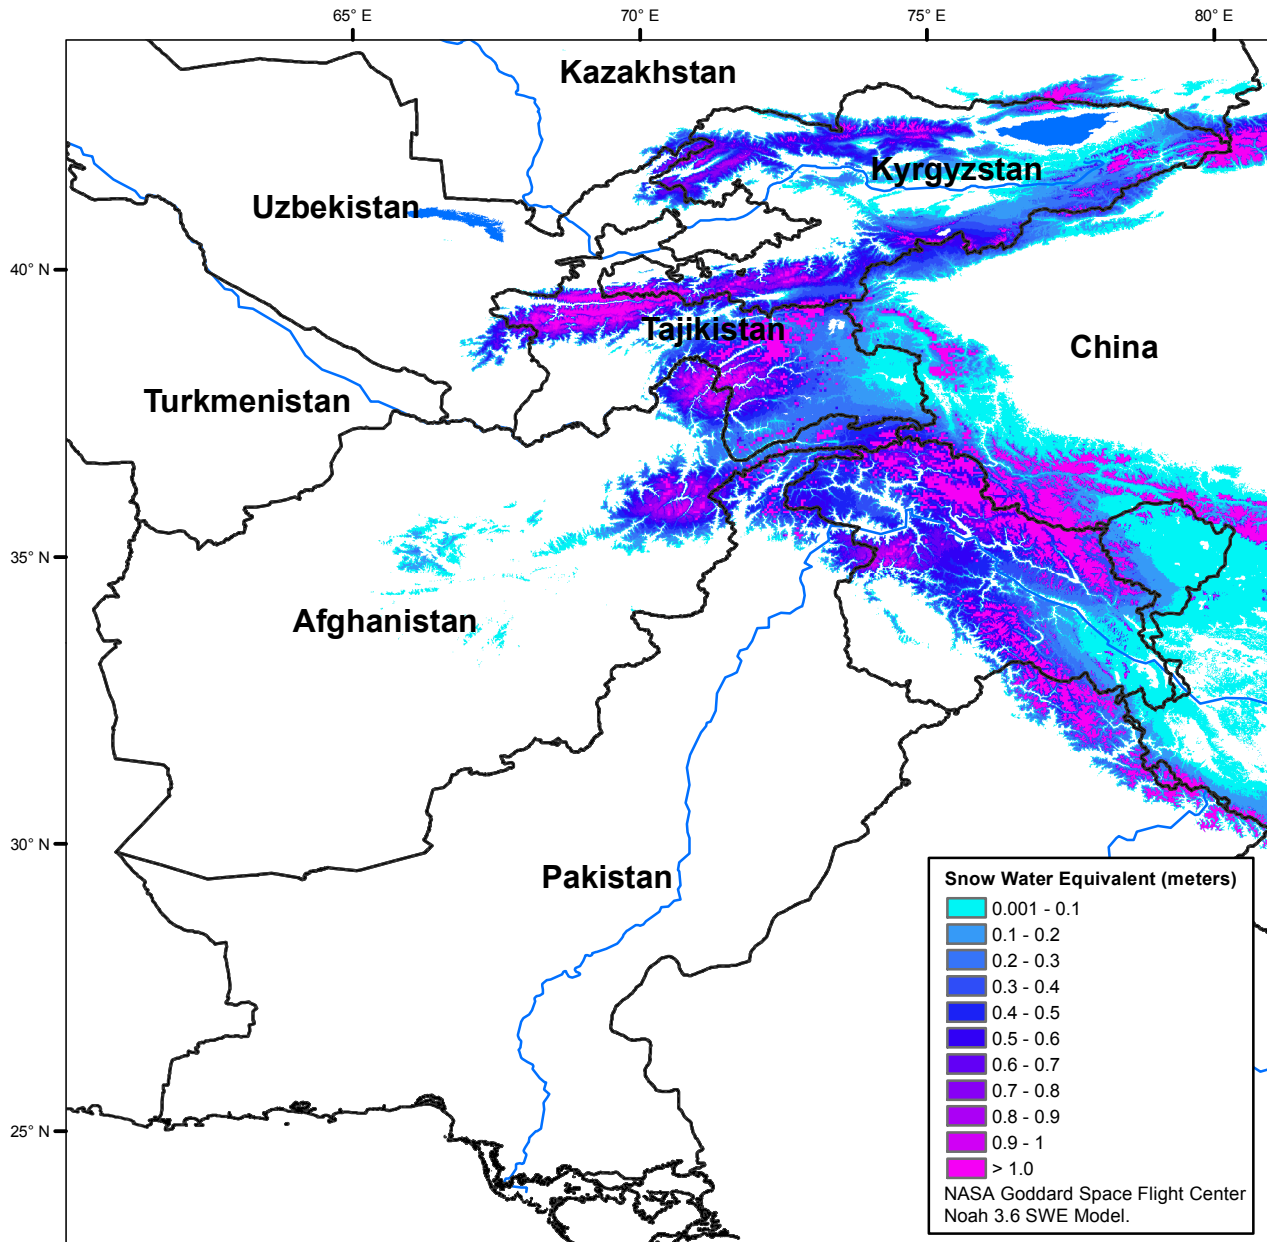 65° E
70° E
75° E
80° E
Kazakhstan
Kyrgyzstan
Uzbekistan
40° N
Tajikistan
China
Turkmenistan
35° N
Afghanistan
30° N
Pakistan
25° N
Snow Water Equivalent (meters)
0.001 - 0.1
0.1 - 0.2
0.2 - 0.3
0.3 - 0.4
0.4 - 0.5
0.5 - 0.6
0.6 - 0.7
0.7 - 0.8
0.8 - 0.9
0.9 - 1
> 1.0
NASA Goddard Space Flight Center
Noah 3.6 SWE Model.